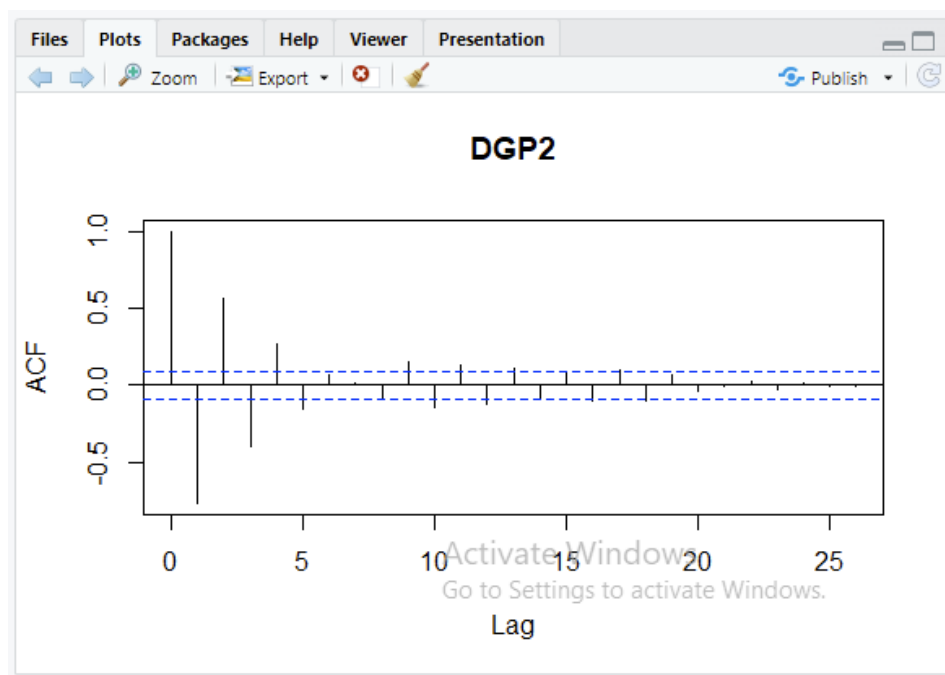 Files Plots Packages Help Viewer Presentation
Zoom Export Publish
DGP2
1.0
0.5
0.0
-0.5
ACF
0 5 10 15 20 25
Activate Windows
Go to Settings to activate Windows.
Lag